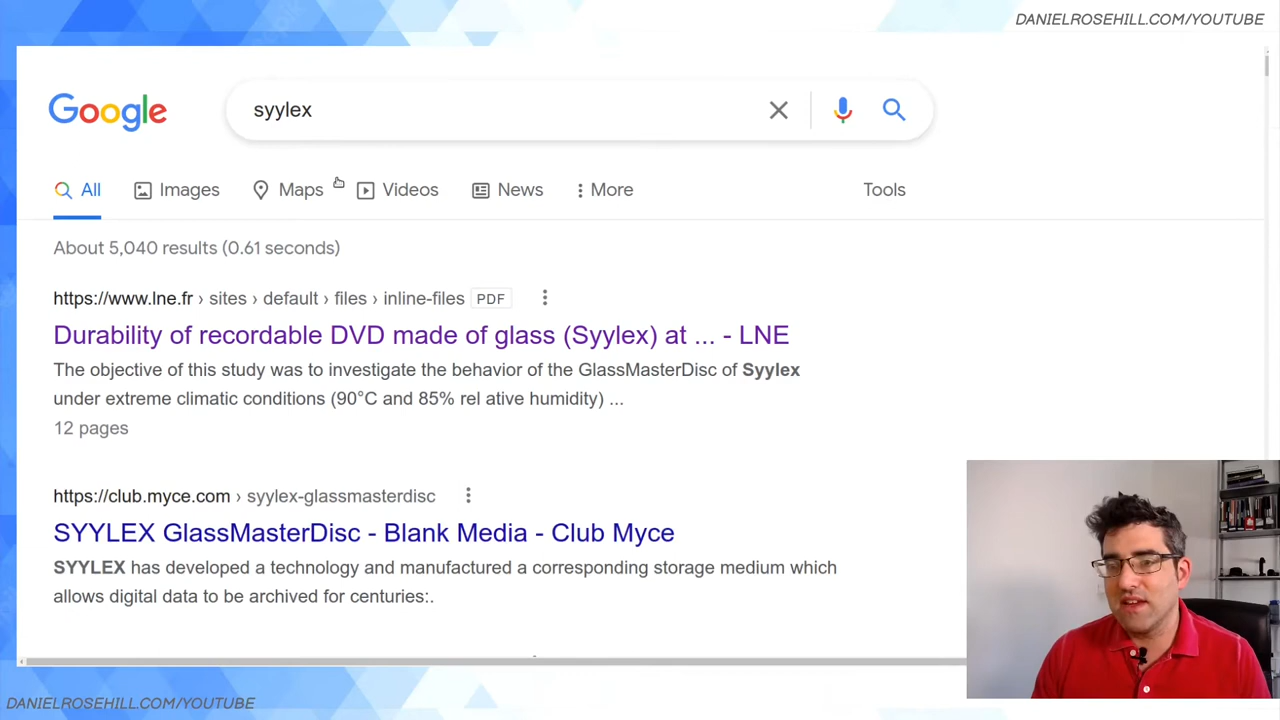 DANIELROSEHILL.COM/YOUTUBE
Google
syylex
All Images Maps Videos News More Tools
About 5,040 results (0.61 seconds)
https://www.lne.fr › sites › default › files › inline-files PDF
Durability of recordable DVD made of glass (Syylex) at ... - LNE
The objective of this study was to investigate the behavior of the GlassMasterDisc of Syylex
under extreme climatic conditions (90°C and 85% rel ative humidity) ...
12 pages
https://club.myce.com › syylex-glassmasterdisc
SYYLEX GlassMasterDisc - Blank Media - Club Myce
SYYLEX has developed a technology and manufactured a corresponding storage medium which
allows digital data to be archived for centuries:.
DANIELROSEHILL.COM/YOUTUBE